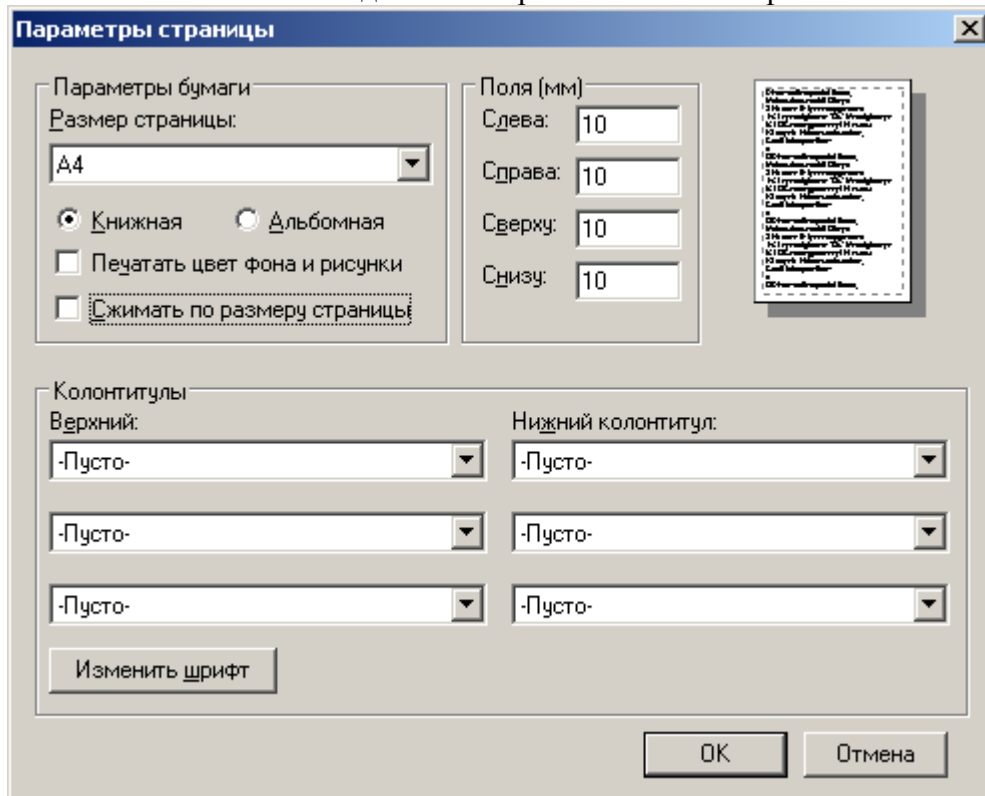 Параметры страницы
Параметры бумаги
Размер страницы:
A4
Книжная
Альбомная
Печатать цвет фона и рисунки
Сжимать по размеру страницы
Поля (мм)
Слева: 10
Справа: 10
Сверху: 10
Снизу: 10
Колонтитулы
Верхний:
Нижний колонтитул:
-Пусто-
-Пусто-
-Пусто-
-Пусто-
-Пусто-
-Пусто-
Изменить шрифт
OK
Отмена